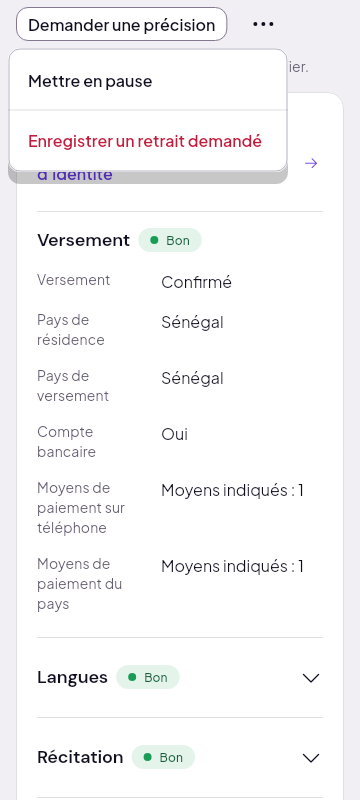 Demander une précision
ier.
Mettre en pause
Enregistrer un retrait demandé
d'identité
Versement Bon
Versement Confirmé
Pays de résidence Sénégal
Pays de versement Sénégal
Compte bancaire Oui
Moyens de paiement sur téléphone Moyens indiqués : 1
Moyens de paiement du pays Moyens indiqués : 1
Langues Bon
Récitation Bon